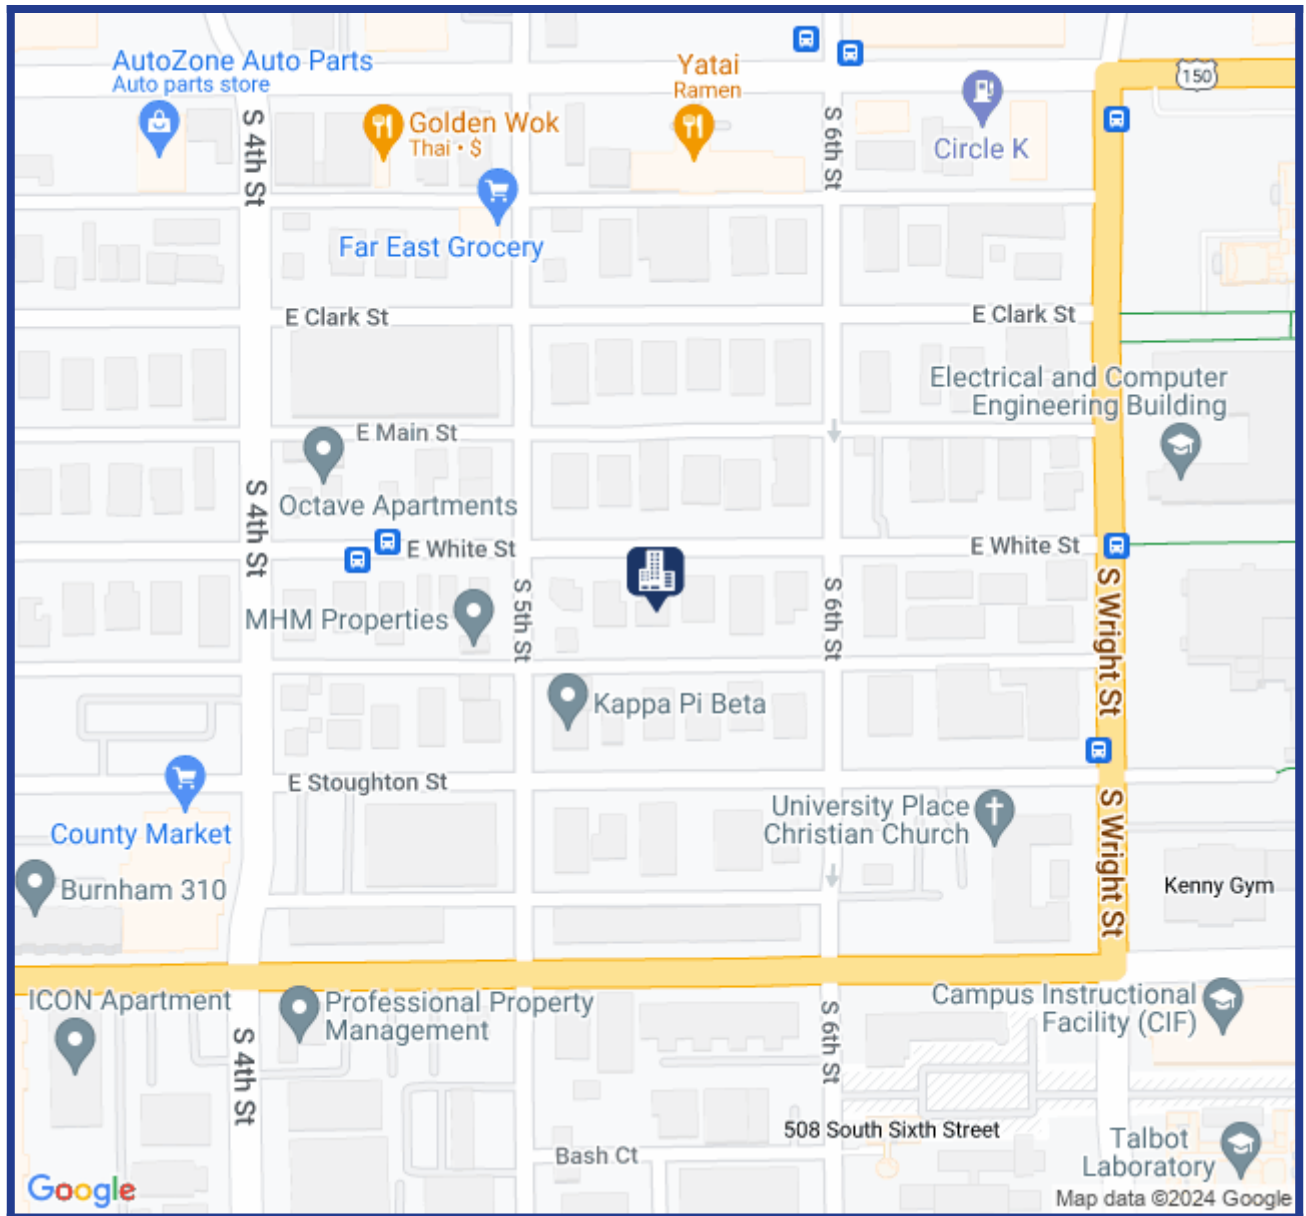 AutoZone Auto Parts
Auto parts store
Yatai
Ramen
150
S 4th St
Golden Wok
Thai • $
S 6th St
Circle K
Far East Grocery
E Clark St
E Clark St
Electrical and Computer
Engineering Building
E Main St
Octave Apartments
S 4th St
E White St
E White St
S 5th St
S 6th St
S Wright St
MHM Properties
Kappa Pi Beta
E Stoughton St
County Market
University Place
Christian Church
S Wright St
Burnham 310
Kenny Gym
ICON Apartment
Professional Property
Management
Campus Instructional
Facility (CIF)
S 4th St
S 6th St
508 South Sixth Street
Bash Ct
Talbot
Laboratory
Google
Map data ©2024 Google